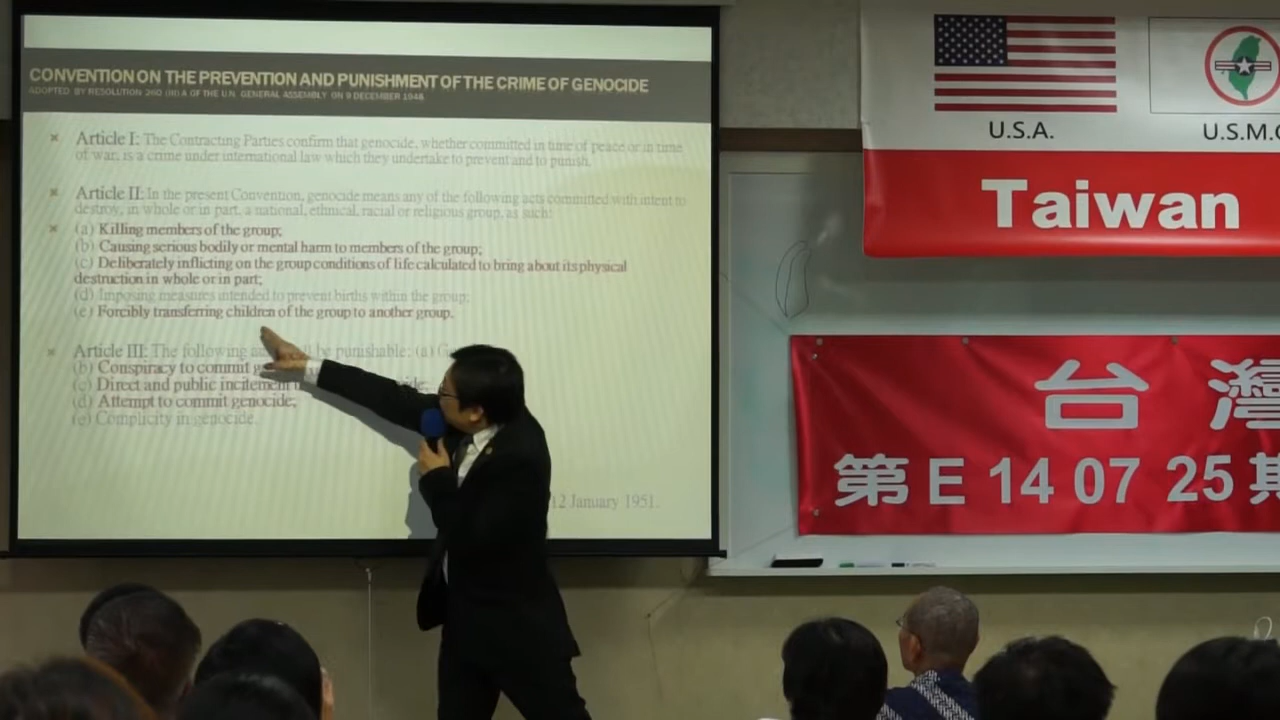 CONVENTION ON THE PREVENTION AND PUNISHMENT OF THE CRIME OF GENOCIDE
ADOPTED BY RESOLUTION 260 (III) A OF THE U.N. GENERAL ASSEMBLY ON 9 DECEMBER 1948
Article I: The Contracting Parties confirm that genocide, whether committed in time of peace or in time
of war, is a crime under international law which they undertake to prevent and to punish.
Article II: In the present Convention, genocide means any of the following acts committed with intent to
destroy, in whole or in part, a national, ethnical, racial or religious group, as such:
(a) Killing members of the group;
(b) Causing serious bodily or mental harm to members of the group;
(c) Deliberately inflicting on the group conditions of life calculated to bring about its physical
destruction in whole or in part;
(d) Imposing measures intended to prevent births within the group;
(e) Forcibly transferring children of the group to another group.
Article III: The following be punishable: (a)
(b) Conspiracy to commit
(c) Direct and public incitement
(d) Attempt to commit genocide;
(e) Complicity in genocide.
12 January 1951.
U.S.A.
U.S.M.
Taiwan
台灣
第 E 14 07 25 期